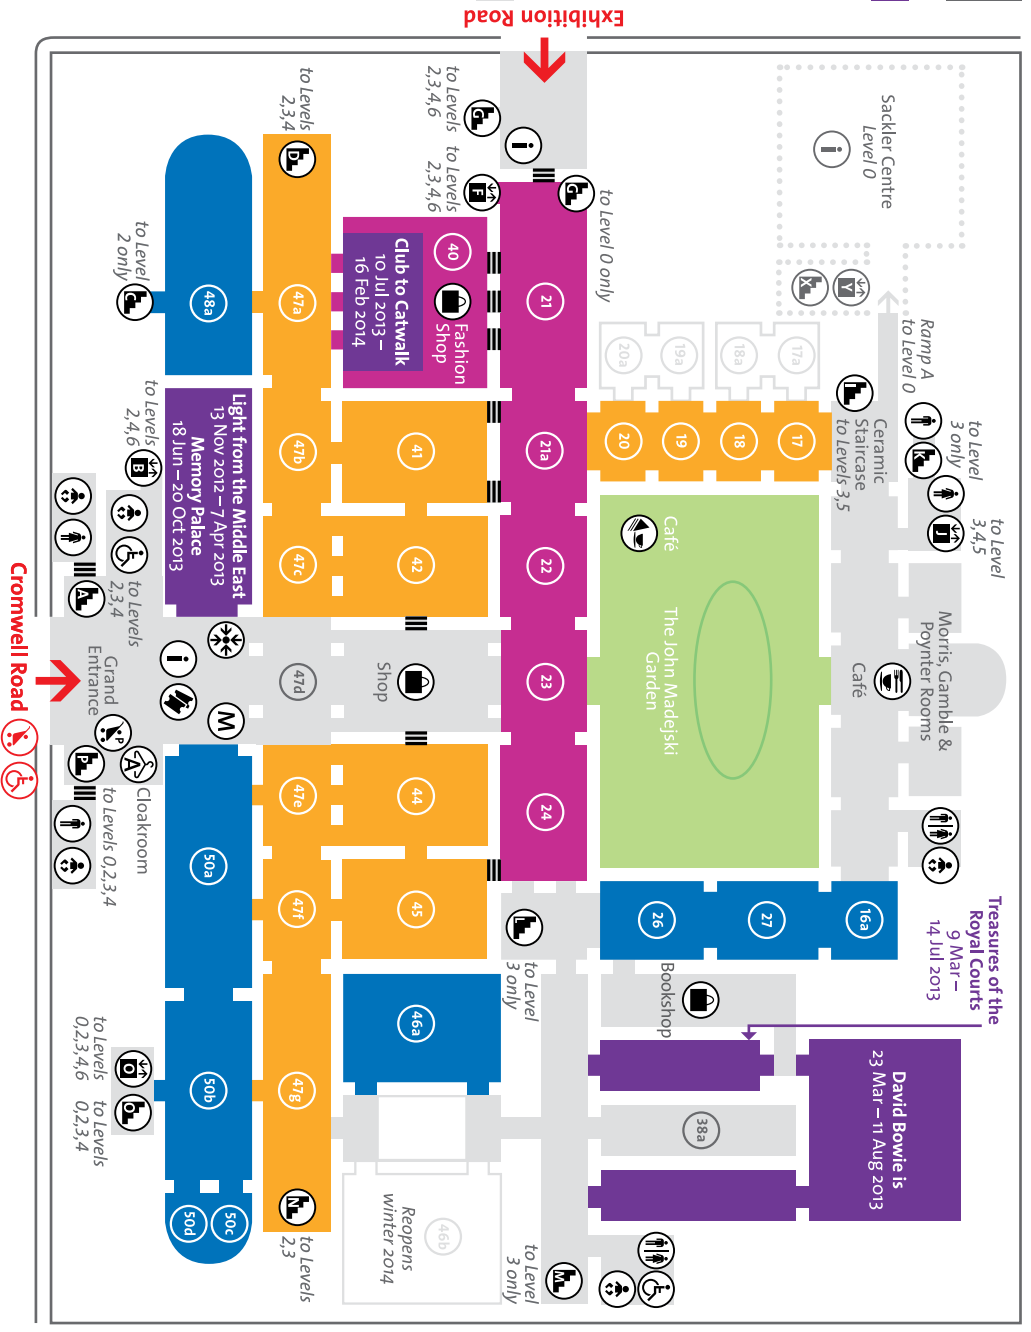 Exhibition Road
to Levels
2,3,4,6
G
i
to Levels
2,3,4,6
F
G
to Level 0 only
Sackler Centre
Level 0
i
X
Y
Ramp A
to Level 0
to Levels
2,3,4
D
48a
to Level
2 only
C
47a
40
Fashion
Shop
Club to Catwalk
10 Jul 2013 –
16 Feb 2014
21
20a
19a
18a
17a
20
19
18
17
Ceramic
Staircase
to Levels 3,5
to Level
3 only
K
J
to Level
3,4,5
to Levels
2,4,6
B
Light from the Middle East
13 Nov 2012 – 7 Apr 2013
Memory Palace
18 Jun – 20 Oct 2013
47b
41
21a
47c
42
22
Café
The John Madejski
Garden
Morris, Gamble &
Poynter Rooms
Café
A
to Levels
2,3,4
Cromwell Road
Grand
Entrance
i
M
47d
Shop
23
P
P
A
Cloakroom
to Levels 0,2,3,4
50a
47e
44
24
47f
45
26
27
16a
L
to Level
3 only
Bookshop
Treasures of the
Royal Courts
9 Mar –
14 Jul 2013
David Bowie is
23 Mar – 11 Aug 2013
46a
38a
to Levels
0,2,3,4,6
O
to Levels
0,2,3,4
Q
50b
47g
50d
50c
N
to Levels
2,3
46b
Reopens
winter 2014
to Level
3 only
M